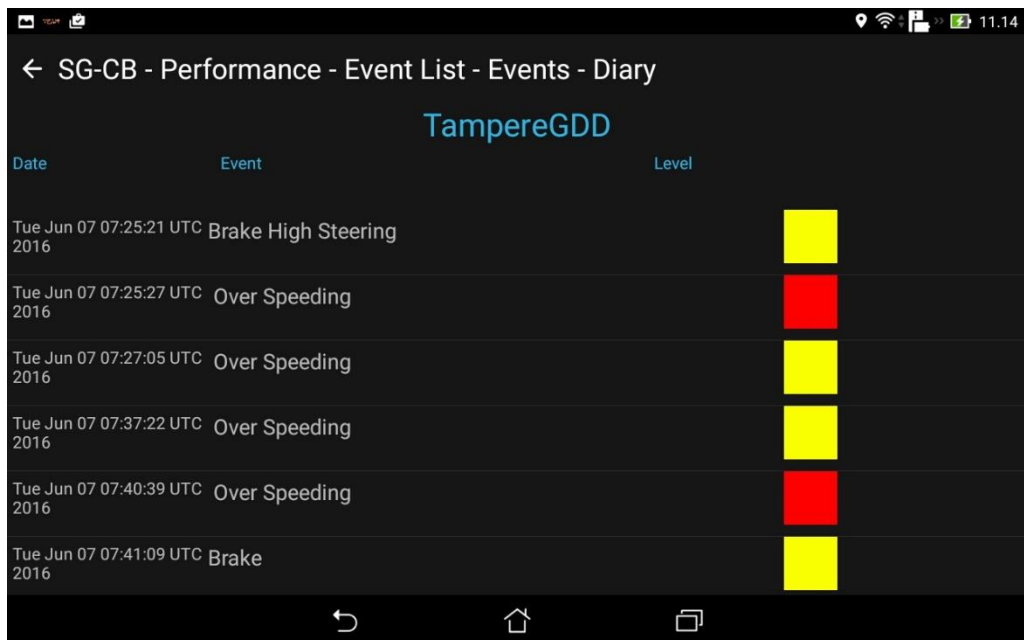 11.14
SG-CB - Performance - Event List - Events - Diary
TampereGDD
Date Event Level
Tue Jun 07 07:25:21 UTC
2016
Brake High Steering
Tue Jun 07 07:25:27 UTC
2016
Over Speeding
Tue Jun 07 07:27:05 UTC
2016
Over Speeding
Tue Jun 07 07:37:22 UTC
2016
Over Speeding
Tue Jun 07 07:40:39 UTC
2016
Over Speeding
Tue Jun 07 07:41:09 UTC
2016
Brake